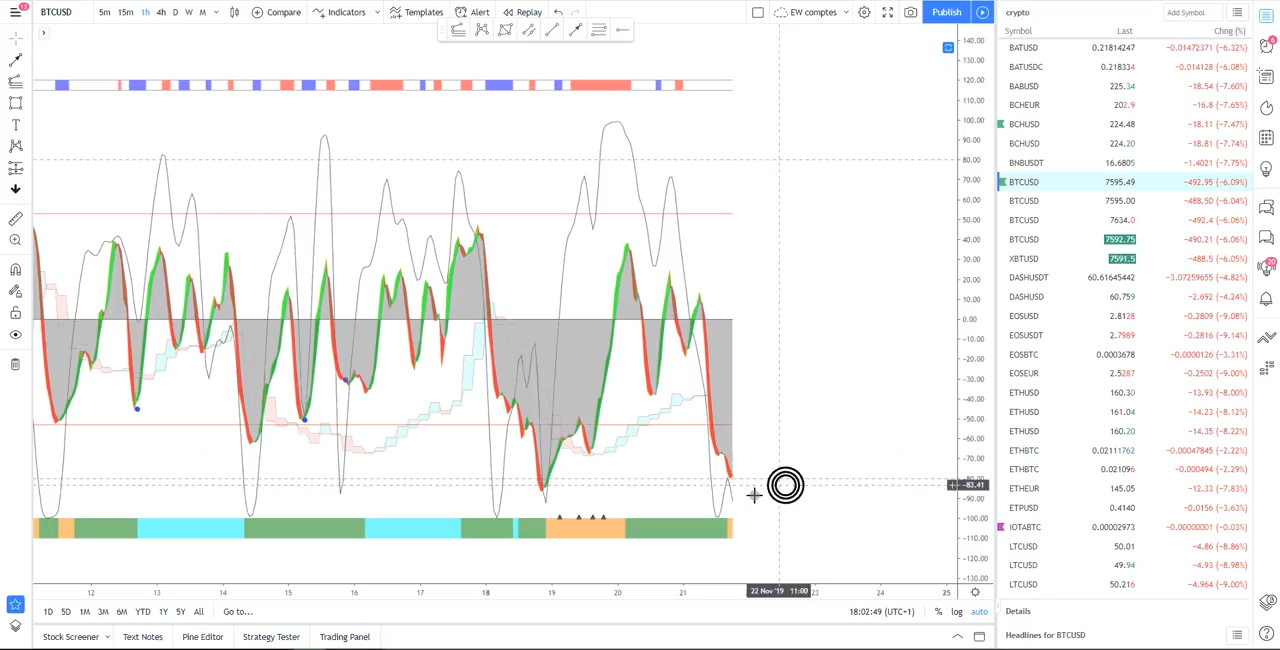 13
BTCUSD 5m 15m 1h 4h D W M Compare Indicators Templates Alert Replay EW comptes Publish
crypto Add Symbol
Symbol Last Chng (%)
BATUSD 0.21814247 −0.01472371 (−6.32%)
BATUSDC 0.218334 −0.014128 (−6.08%)
BABUSD 225.34 −18.54 (−7.60%)
BCHEUR 202.9 −16.8 (−7.65%)
BCHUSD 224.48 −18.11 (−7.47%)
BCHUSD 224.20 −18.81 (−7.74%)
BNBUSDT 16.6805 −1.4021 (−7.75%)
BTCUSD 7595.49 −492.95 (−6.09%)
BTCUSD 7595.00 −488.50 (−6.04%)
BTCUSD 7634.0 −492.4 (−6.06%)
BTCUSD 7592.75 −490.21 (−6.06%)
XBTUSD 7591.5 −488.5 (−6.05%)
DASHUSDT 60.61645442 −3.07259655 (−4.82%)
DASHUSD 60.759 −2.692 (−4.24%)
EOSUSD 2.8128 −0.2809 (−9.08%)
EOSUSDT 2.7989 −0.2816 (−9.14%)
EOSBTC 0.0003678 −0.0000126 (−3.31%)
EOSEUR 2.5287 −0.2502 (−9.00%)
ETHUSD 160.30 −13.93 (−8.00%)
ETHUSD 161.04 −14.23 (−8.12%)
ETHUSD 160.20 −14.35 (−8.22%)
ETHBTC 0.02111762 −0.00047845 (−2.22%)
ETHBTC 0.021096 −0.000494 (−2.29%)
ETHEUR 145.05 −12.33 (−7.83%)
ETPUSD 0.4140 −0.0156 (−3.63%)
IOTABTC 0.00002973 −0.00000001 (−0.03%)
LTCUSD 50.01 −4.86 (−8.86%)
LTCUSD 49.94 −4.93 (−8.98%)
LTCUSD 50.216 −4.964 (−9.00%)
Details
Headlines for BTCUSD
140.00
130.00
120.00
110.00
100.00
90.00
80.00
70.00
60.00
50.00
40.00
30.00
20.00
10.00
0.00
−10.00
−20.00
−30.00
−40.00
−50.00
−60.00
−70.00
−80.00
−83.41
−90.00
−100.00
−110.00
−120.00
−130.00
12 13 14 15 16 17 18 19 20 21 22 Nov '19 11:00 23 24 25
1D 5D 1M 3M 6M YTD 1Y 5Y All Go to... 18:02:49 (UTC+1) % log auto
Stock Screener Text Notes Pine Editor Strategy Tester Trading Panel
6
20